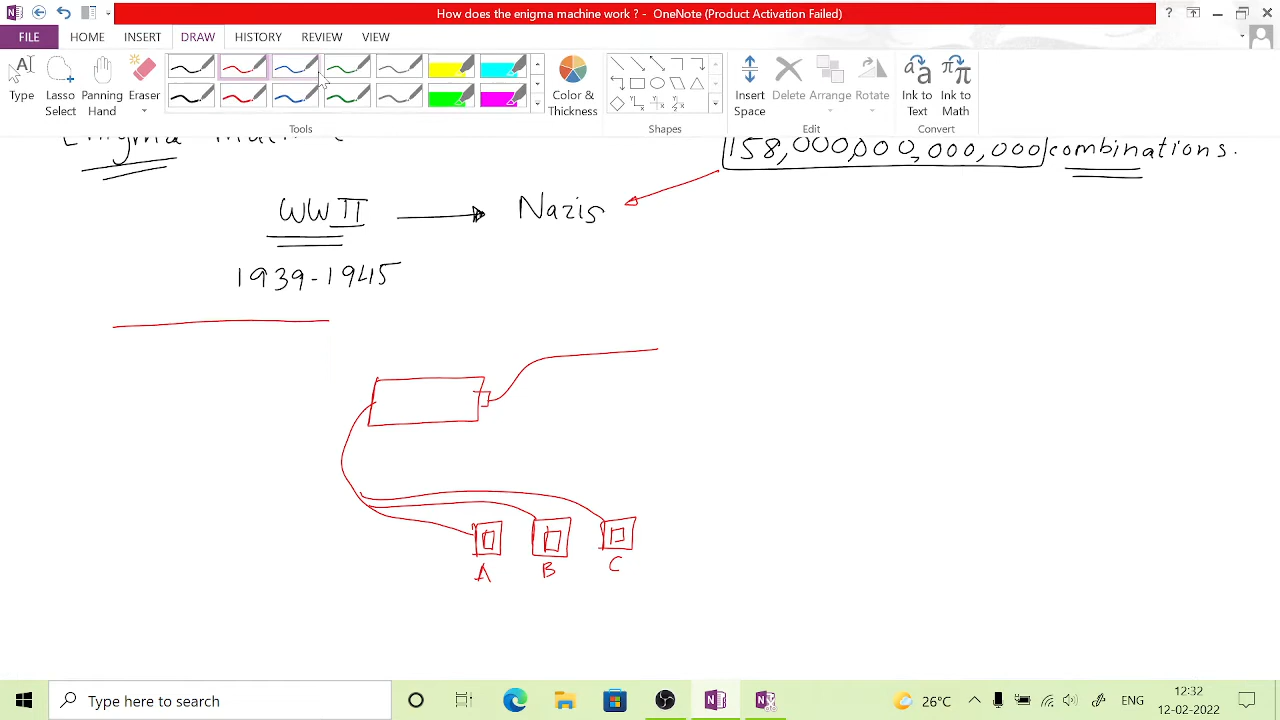 How does the enigma machine work ? - OneNote (Product Activation Failed)
FILE HOME INSERT DRAW HISTORY REVIEW VIEW
Type Lasso Select Panning Hand Eraser Color & Thickness Insert Space Delete Arrange Rotate Ink to Text Ink to Math
Tools Shapes Edit Convert
Enigma 158,000,000,000,000 combinations.
WW II Nazis
1939-1945
A B C
Type here to search 26°C ENG 12:32
12-02-2022